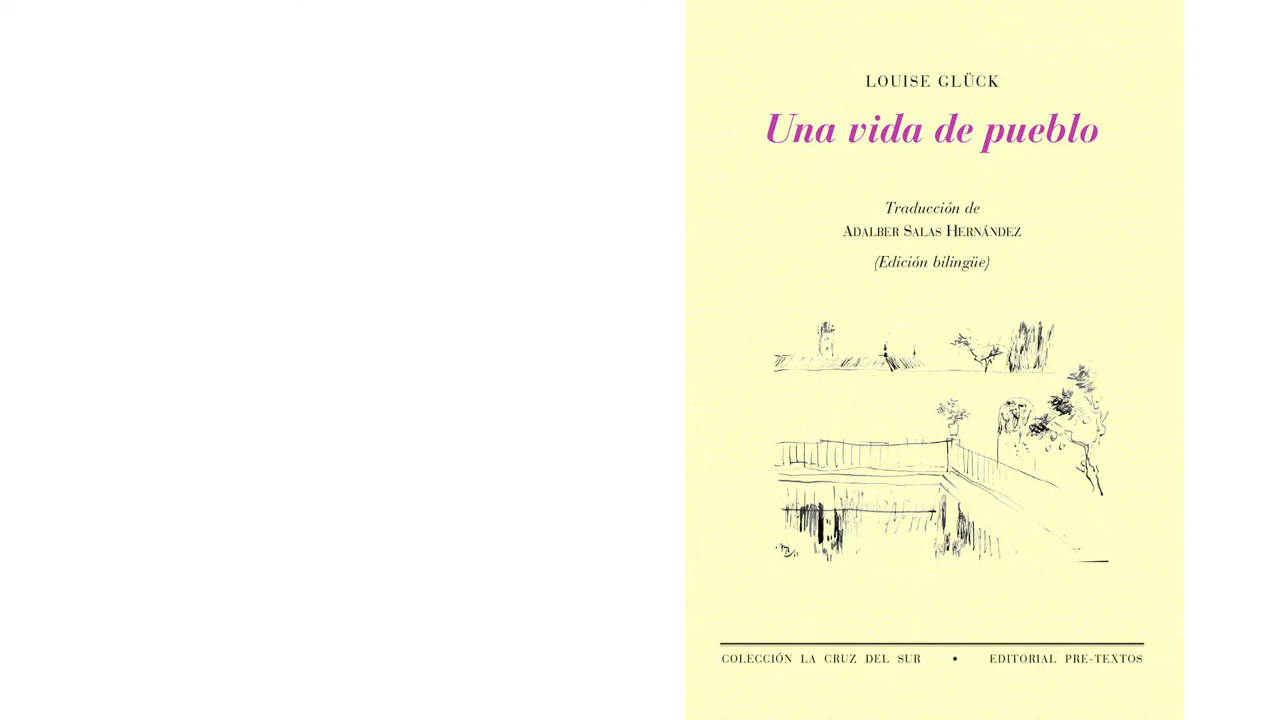 LOUISE GLÜCK
Una vida de pueblo
Traducción de
ADALBER SALAS HERNÁNDEZ
(Edición bilingüe)
COLECCIÓN LA CRUZ DEL SUR • EDITORIAL PRE-TEXTOS